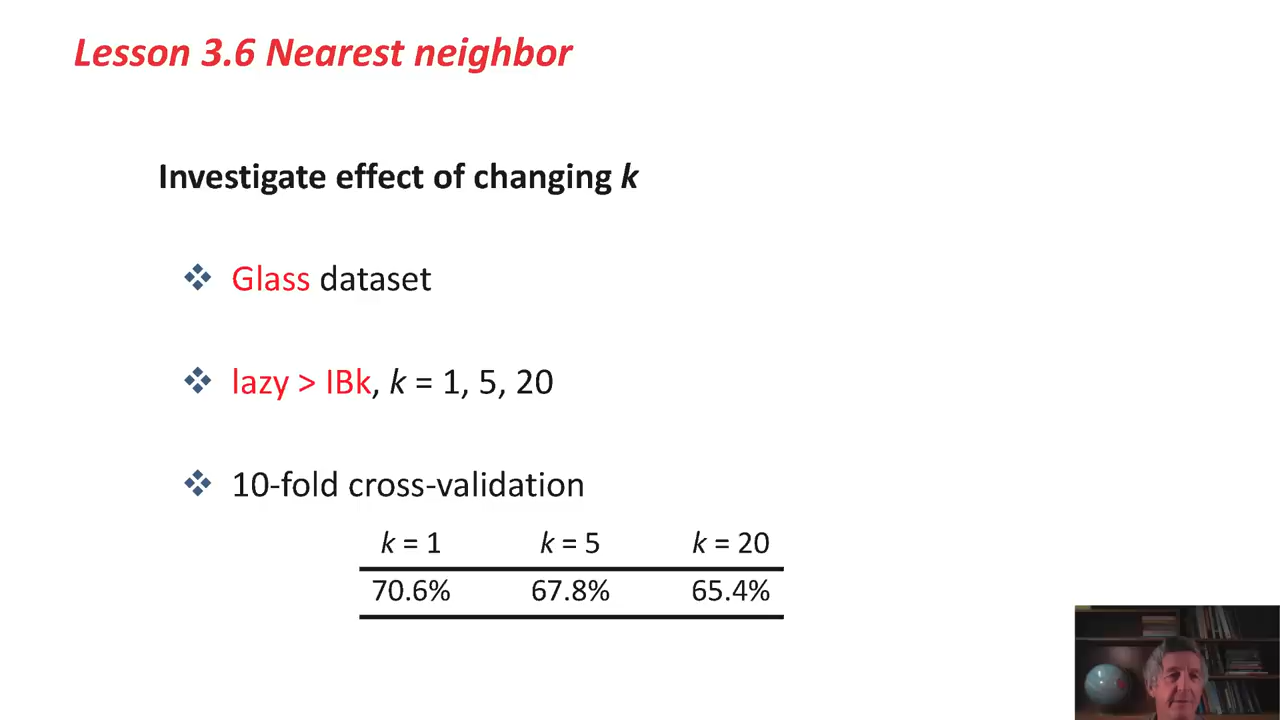 Lesson 3.6 Nearest neighbor
Investigate effect of changing k
Glass dataset
lazy > IBk, k = 1, 5, 20
10-fold cross-validation
k = 1 k = 5 k = 20
70.6% 67.8% 65.4%